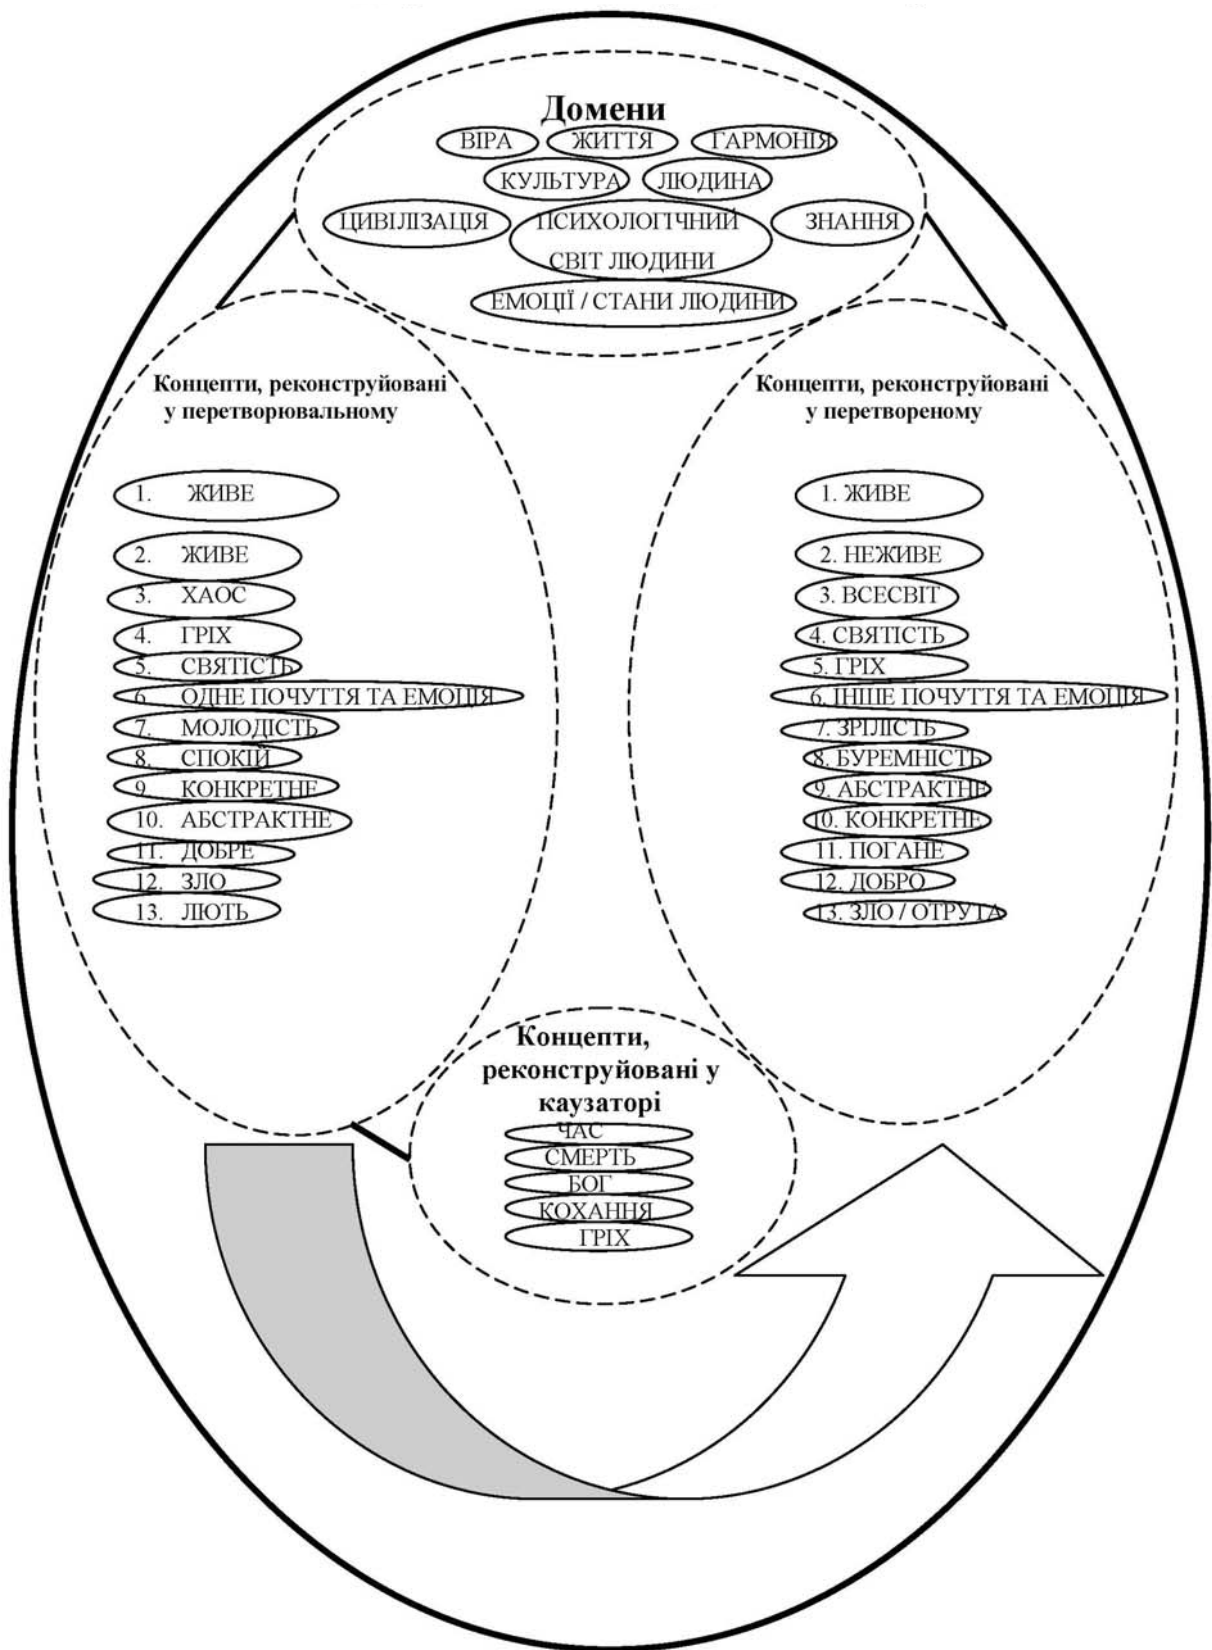 Домени
ВІРА ЖИТТЯ ГАРМОНІЯ
КУЛЬТУРА ЛЮДИНА
ЦИВІЛІЗАЦІЯ ПСИХОЛОГІЧНИЙ ЗНАННЯ
СВІТ ЛЮДИНИ
ЕМОЦІЇ / СТАНИ ЛЮДИНИ
Концепти, реконструйовані
у перетворювальному
1. ЖИВЕ
2. ЖИВЕ
3. ХАОС
4. ГРІХ
5. СВЯТІСТЬ
6. ОДНЕ ПОЧУТТЯ ТА ЕМОЦІЯ
7. МОЛОДІСТЬ
8. СПОКІЙ
9. КОНКРЕТНЕ
10. АБСТРАКТНЕ
11. ДОБРЕ
12. ЗЛО
13. ЛЮТЬ
Концепти, реконструйовані
у перетвореному
1. ЖИВЕ
2. НЕЖИВЕ
3. ВСЕСВІТ
4. СВЯТІСТЬ
5. ГРІХ
6. ІНШЕ ПОЧУТТЯ ТА ЕМОЦІЯ
7. ЗРІЛІСТЬ
8. БУРЕМНІСТЬ
9. АБСТРАКТНЕ
10. КОНКРЕТНЕ
11. ПОГАНЕ
12. ДОБРО
13. ЗЛО / ОТРУТА
Концепти,
реконструйовані у
каузаторі
ЧАС
СМЕРТЬ
БОГ
КОХАННЯ
ГРІХ